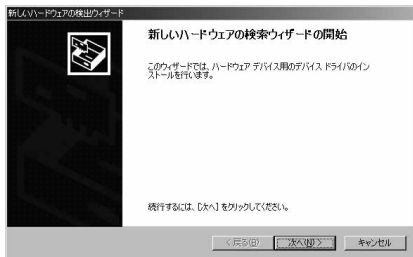 新しいハードウェアの検出ウィザード
新しいハードウェアの検索ウィザードの開始
このウィザードでは、ハードウェア デバイス用のデバイス ドライバのイン
ストールを行います。
続行するには、[次へ] をクリックしてください。
< 戻る(B)
次へ(N) >
キャンセル